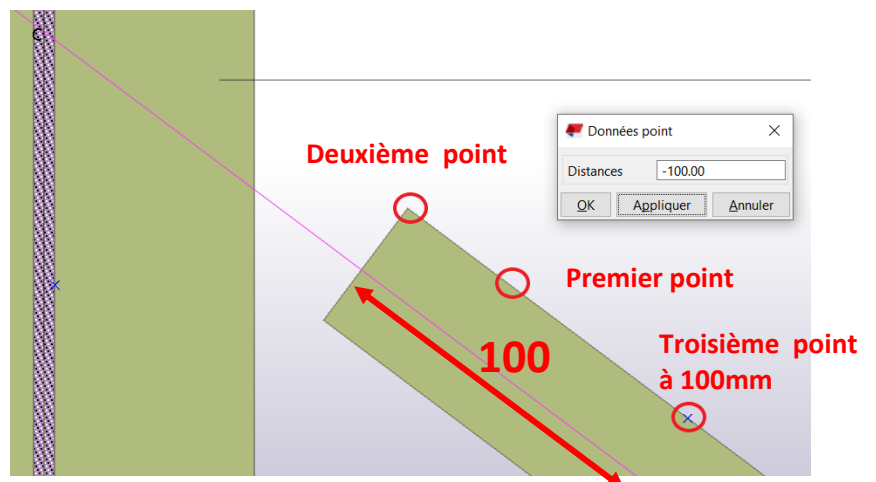 C
Données point
Deuxième point
Distances -100.00
OK Appliquer Annuler
Premier point
100
Troisième point
à 100mm